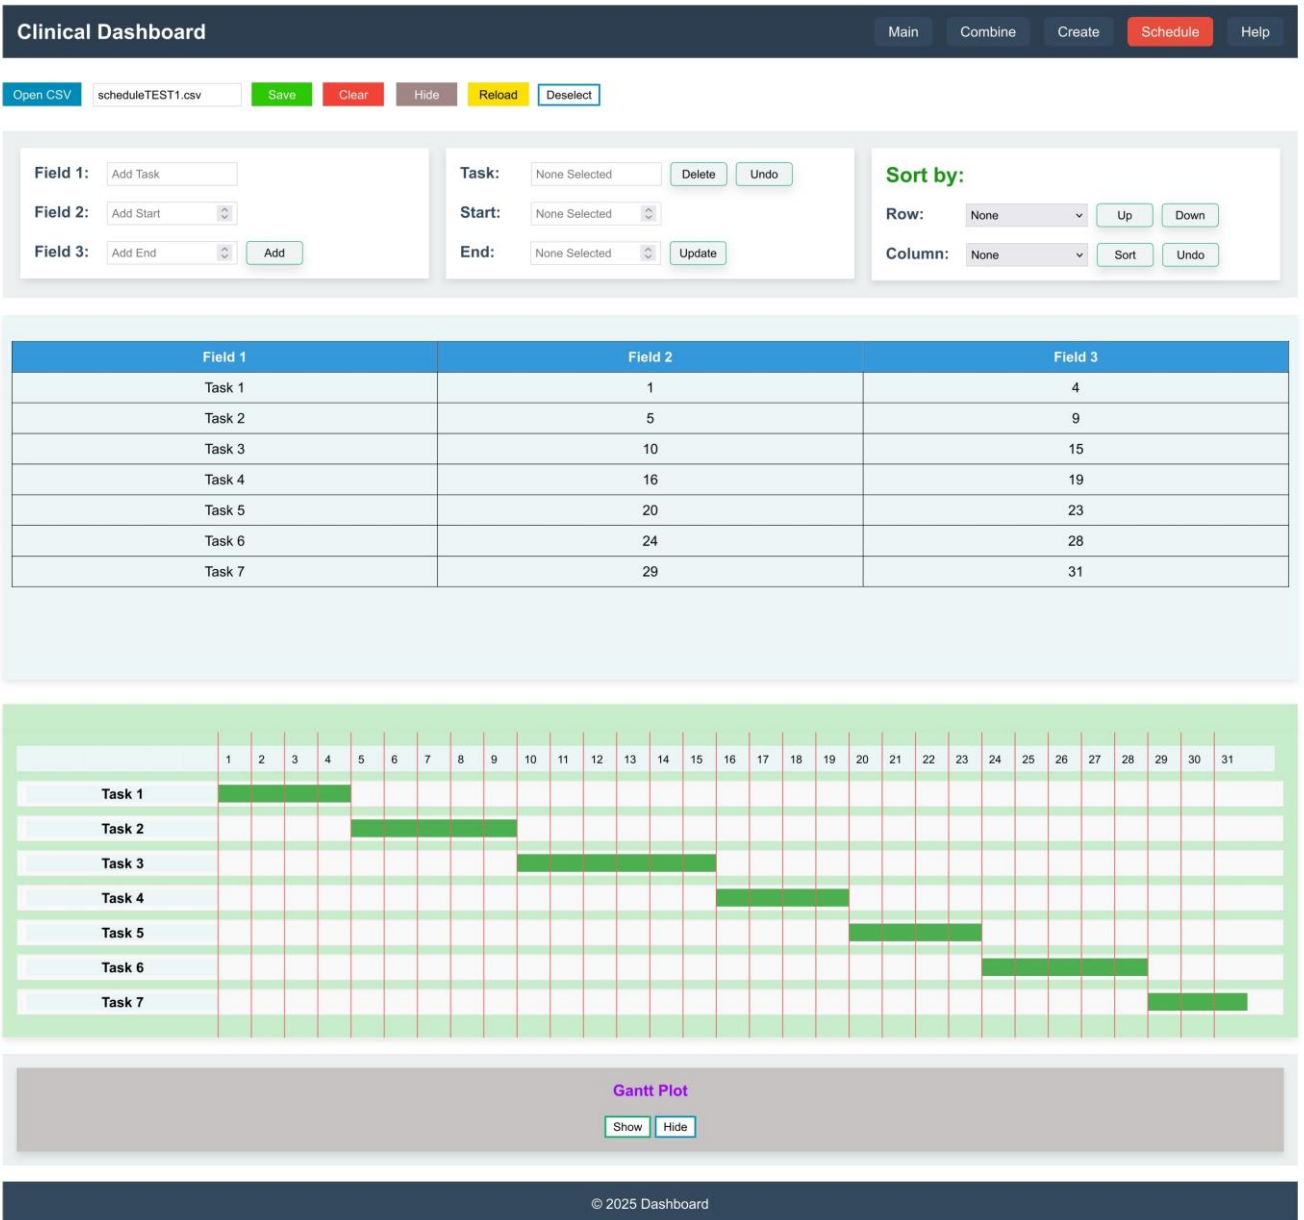 Clinical Dashboard Main Combine Create Schedule Help
Open CSV scheduleTEST1.csv Save Clear Hide Reload Deselect
Field 1: Add Task
Field 2: Add Start
Field 3: Add End Add
Task: None Selected Delete Undo
Start: None Selected
End: None Selected Update
Sort by:
Row: None Up Down
Column: None Sort Undo
Field 1 Field 2 Field 3
Task 1 1 4
Task 2 5 9
Task 3 10 15
Task 4 16 19
Task 5 20 23
Task 6 24 28
Task 7 29 31
1 2 3 4 5 6 7 8 9 10 11 12 13 14 15 16 17 18 19 20 21 22 23 24 25 26 27 28 29 30 31
Task 1
Task 2
Task 3
Task 4
Task 5
Task 6
Task 7
Gantt Plot
Show Hide
© 2025 Dashboard